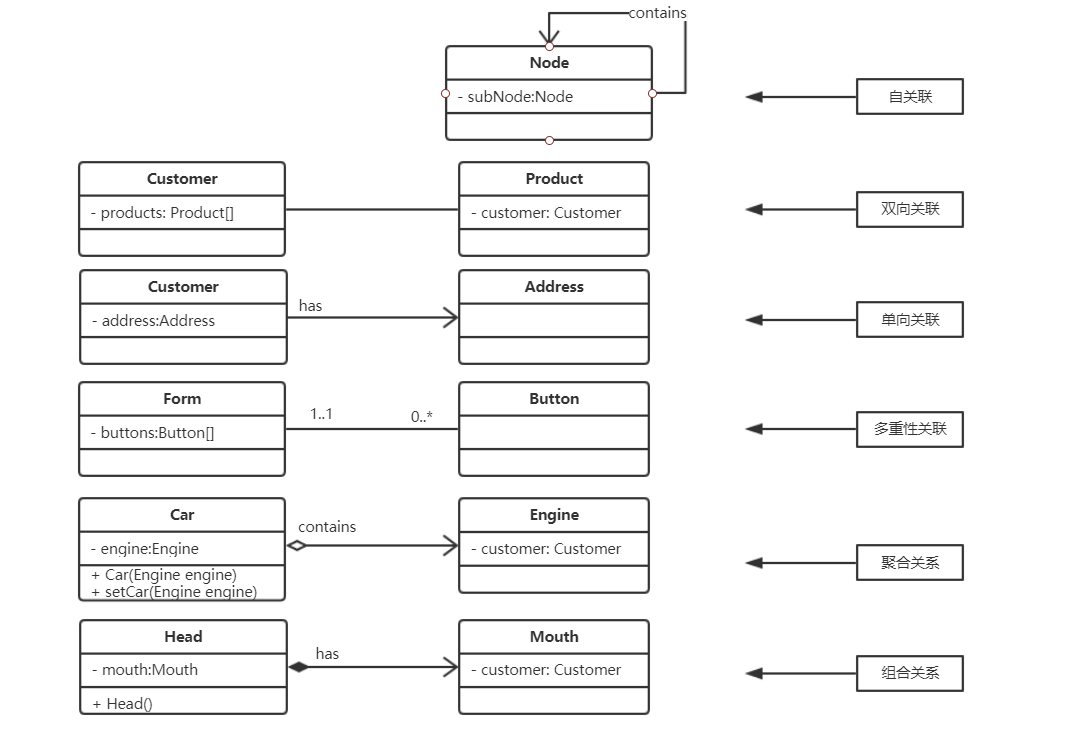 contains
Node
- subNode:Node
自关联
Customer
- products: Product[]
Product
- customer: Customer
双向关联
Customer
- address:Address
has
Address
单向关联
Form
- buttons:Button[]
1..1
0..*
Button
多重性关联
Car
- engine:Engine
+ Car(Engine engine)
+ setCar(Engine engine)
contains
Engine
- customer: Customer
聚合关系
Head
- mouth:Mouth
+ Head()
has
Mouth
- customer: Customer
组合关系